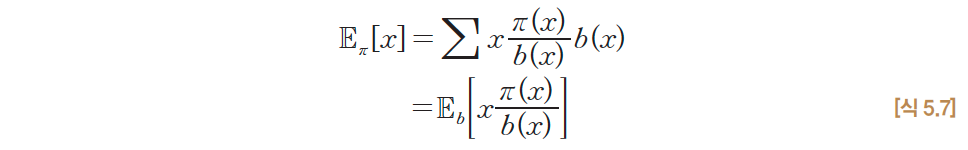 𝔼_π[x] = ∑ x π(x)/b(x) b(x)
= 𝔼_b[x π(x)/b(x)] [식 5.7]